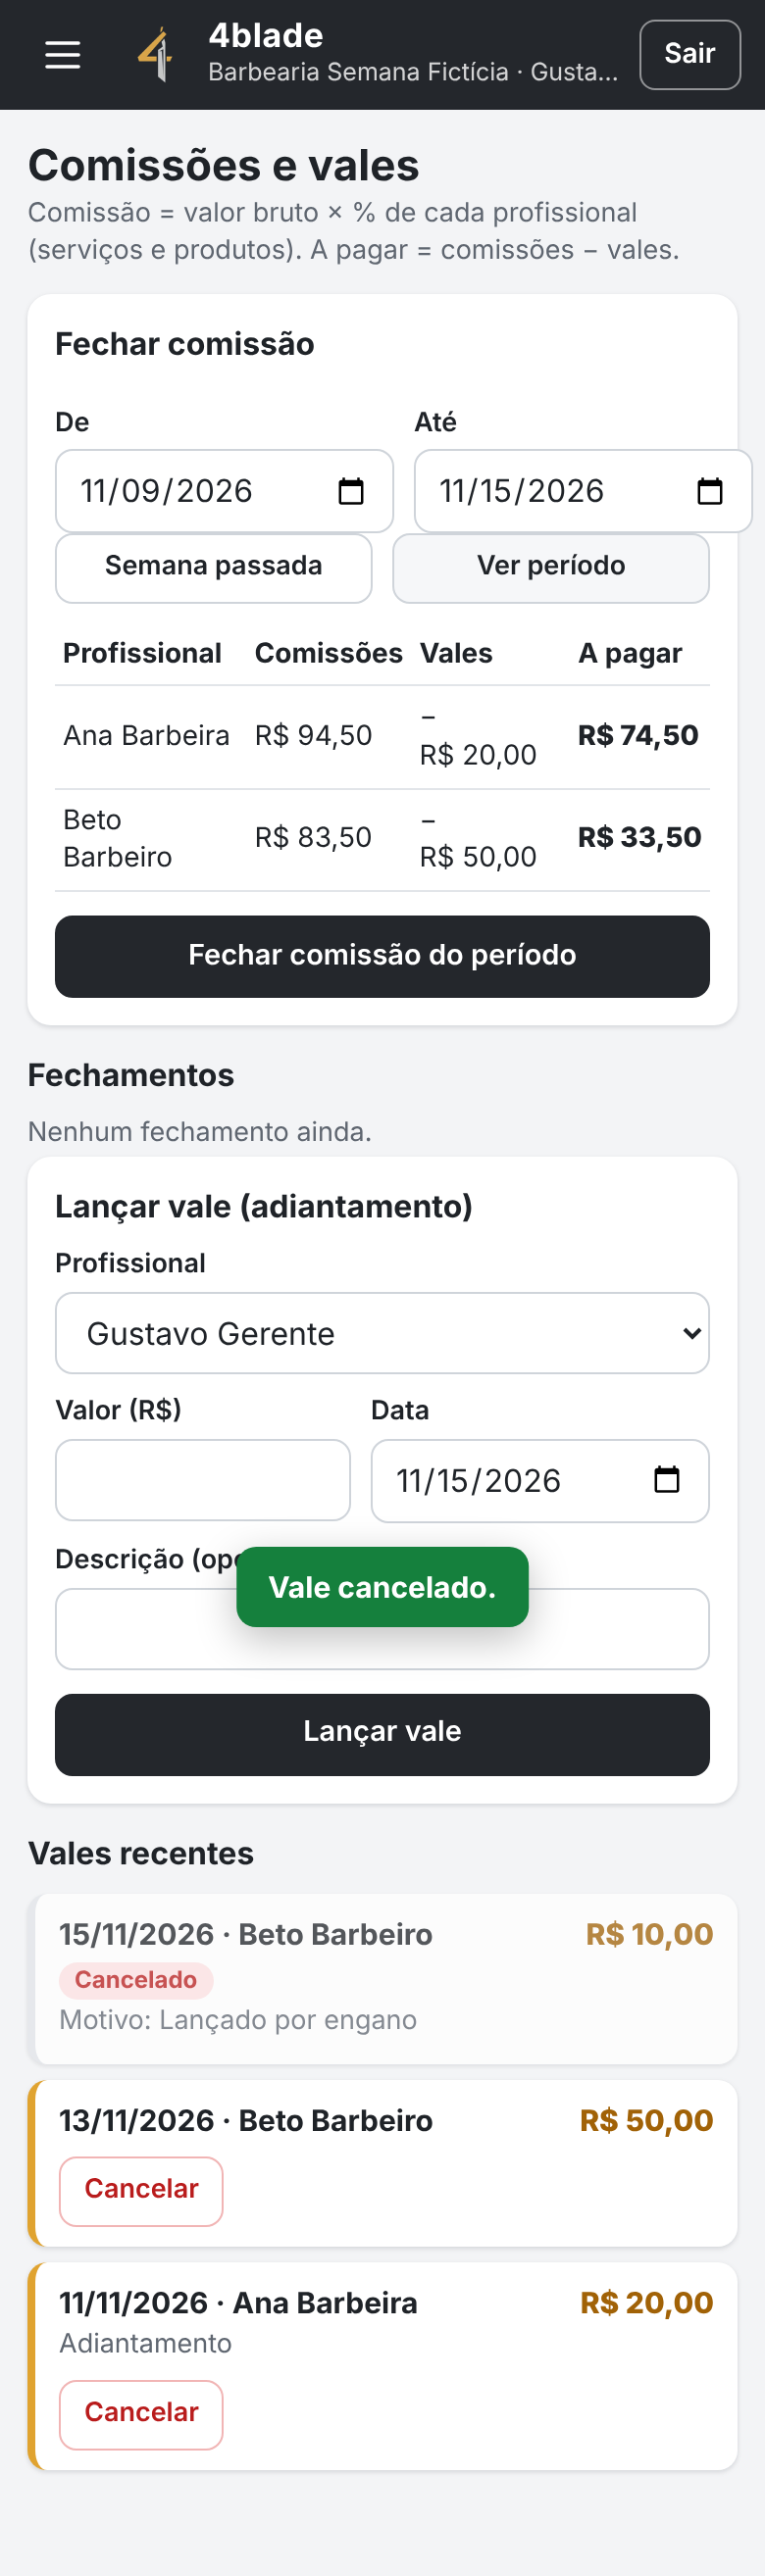 4blade
Barbearia Semana Fictícia · Gusta...
Sair
Comissões e vales
Comissão = valor bruto × % de cada profissional
(serviços e produtos). A pagar = comissões − vales.
Fechar comissão
De
Até
11/09/2026
11/15/2026
Semana passada
Ver período
Profissional Comissões Vales A pagar
Ana Barbeira R$ 94,50 −
R$ 20,00 R$ 74,50
Beto
Barbeiro R$ 83,50 −
R$ 50,00 R$ 33,50
Fechar comissão do período
Fechamentos
Nenhum fechamento ainda.
Lançar vale (adiantamento)
Profissional
Gustavo Gerente
Valor (R$)
Data
11/15/2026
Descrição
Vale cancelado.
Lançar vale
Vales recentes
15/11/2026 · Beto Barbeiro R$ 10,00
Cancelado
Motivo: Lançado por engano
13/11/2026 · Beto Barbeiro R$ 50,00
Cancelar
11/11/2026 · Ana Barbeira R$ 20,00
Adiantamento
Cancelar